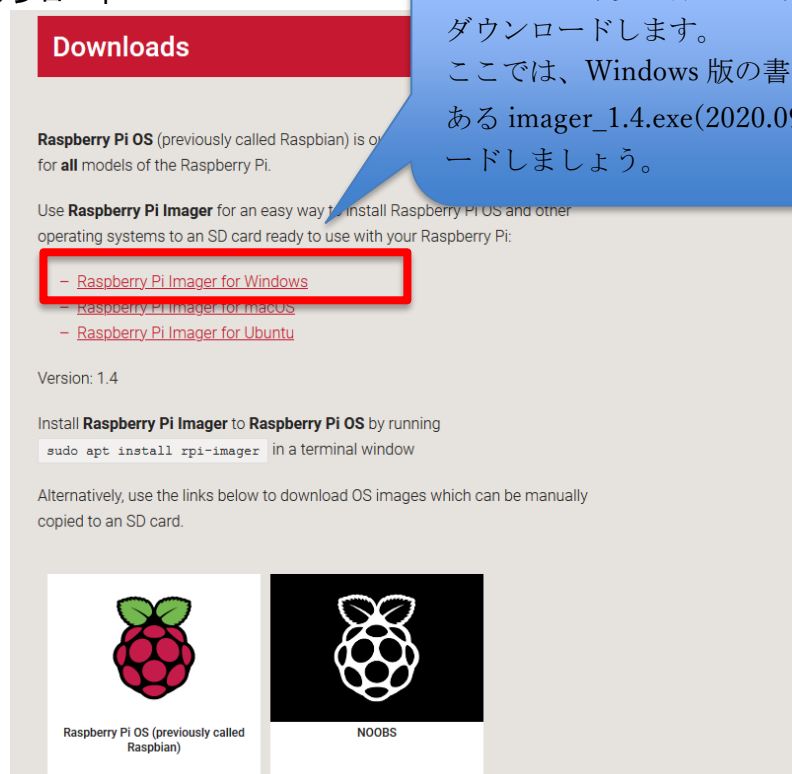 Downloads
ダウンロードします。
ここでは、Windows 版の書
ある imager_1.4.exe(2020.09
ードしましょう。
Raspberry Pi OS (previously called Raspbian) is
for all models of the Raspberry Pi.
Use Raspberry Pi Imager for an easy way to install Raspberry Pi OS and other
operating systems to an SD card ready to use with your Raspberry Pi:
– Raspberry Pi Imager for Windows
– Raspberry Pi Imager for macOS
– Raspberry Pi Imager for Ubuntu
Version: 1.4
Install Raspberry Pi Imager to Raspberry Pi OS by running
sudo apt install rpi-imager in a terminal window
Alternatively, use the links below to download OS images which can be manually
copied to an SD card.
Raspberry Pi OS (previously called
Raspbian)
NOOBS